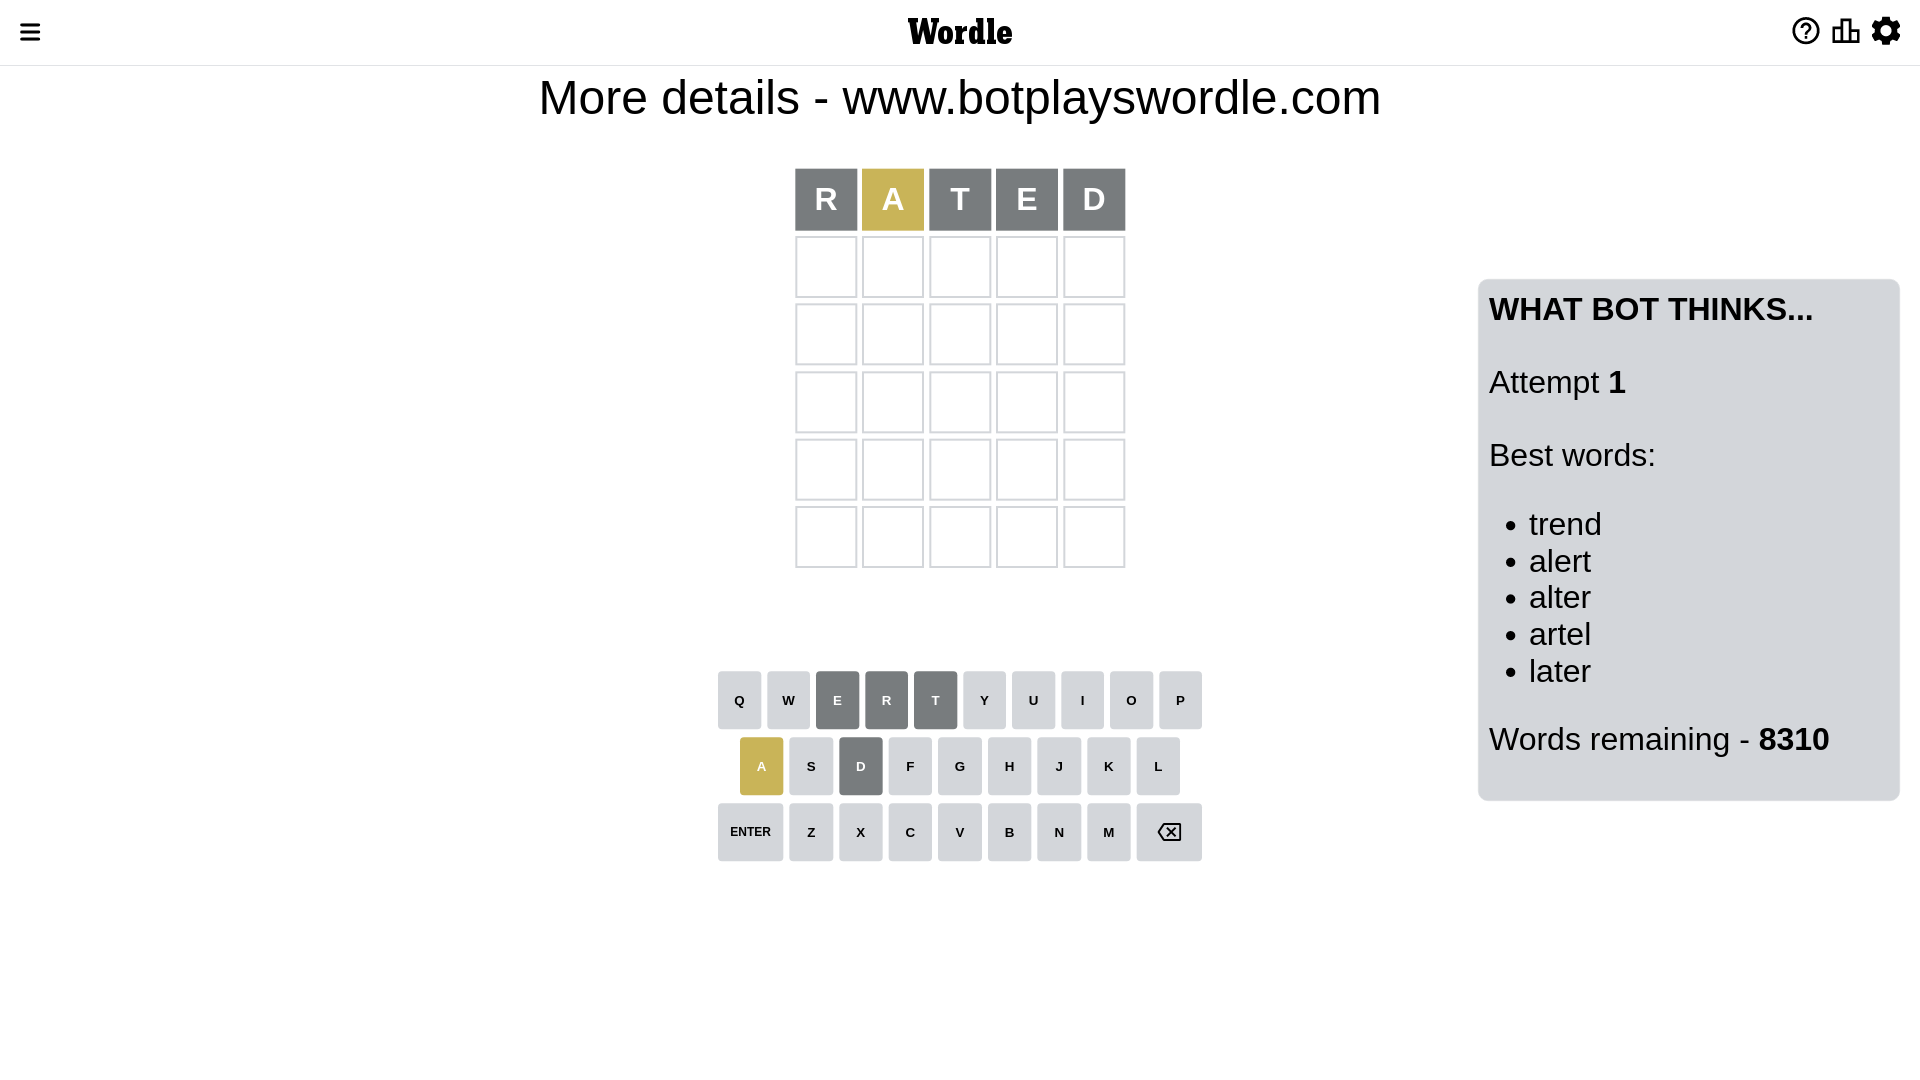 Wordle
More details - www.botplayswordle.com
R A T E D
WHAT BOT THINKS...
Attempt 1
Best words:
• trend
• alert
• alter
• artel
• later
Words remaining - 8310
Q W E R T Y U I O P
A S D F G H J K L
ENTER Z X C V B N M